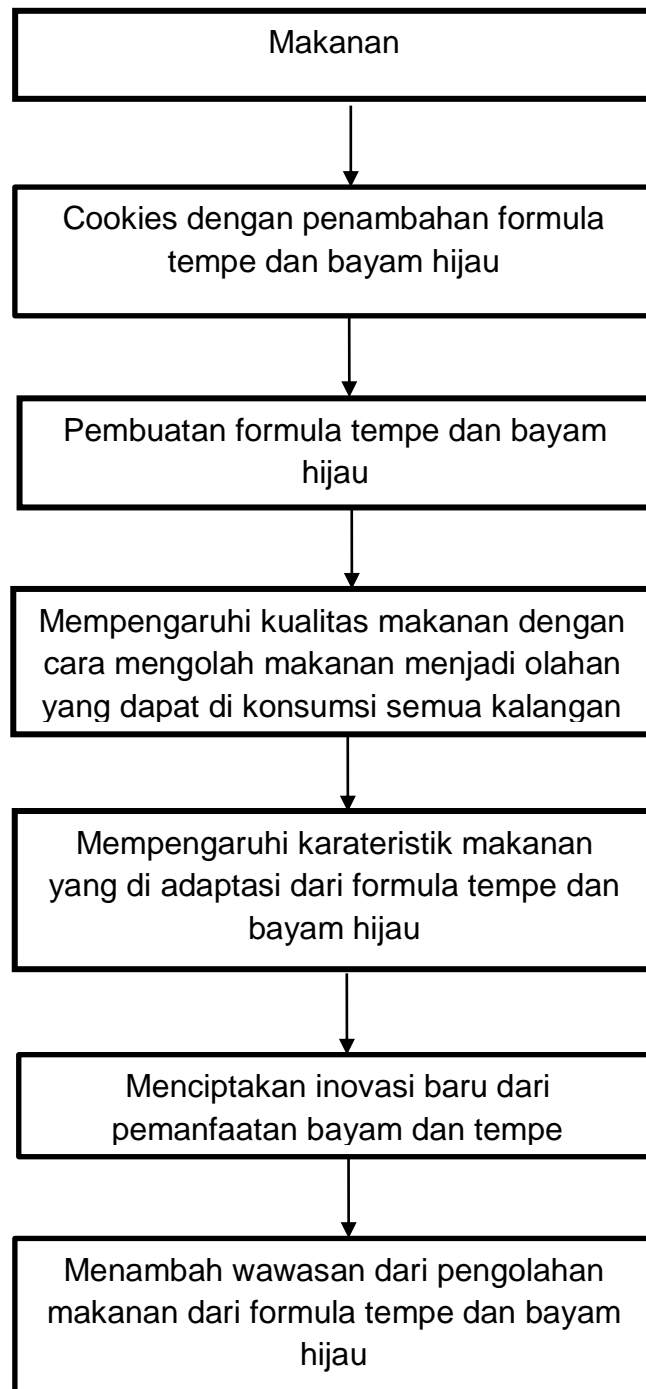 Makanan
Cookies dengan penambahan formula
tempe dan bayam hijau
Pembuatan formula tempe dan bayam
hijau
Mempengaruhi kualitas makanan dengan
cara mengolah makanan menjadi olahan
yang dapat di konsumsi semua kalangan
Mempengaruhi karateristik makanan
yang di adaptasi dari formula tempe dan
bayam hijau
Menciptakan inovasi baru dari
pemanfaatan bayam dan tempe
Menambah wawasan dari pengolahan
makanan dari formula tempe dan bayam
hijau